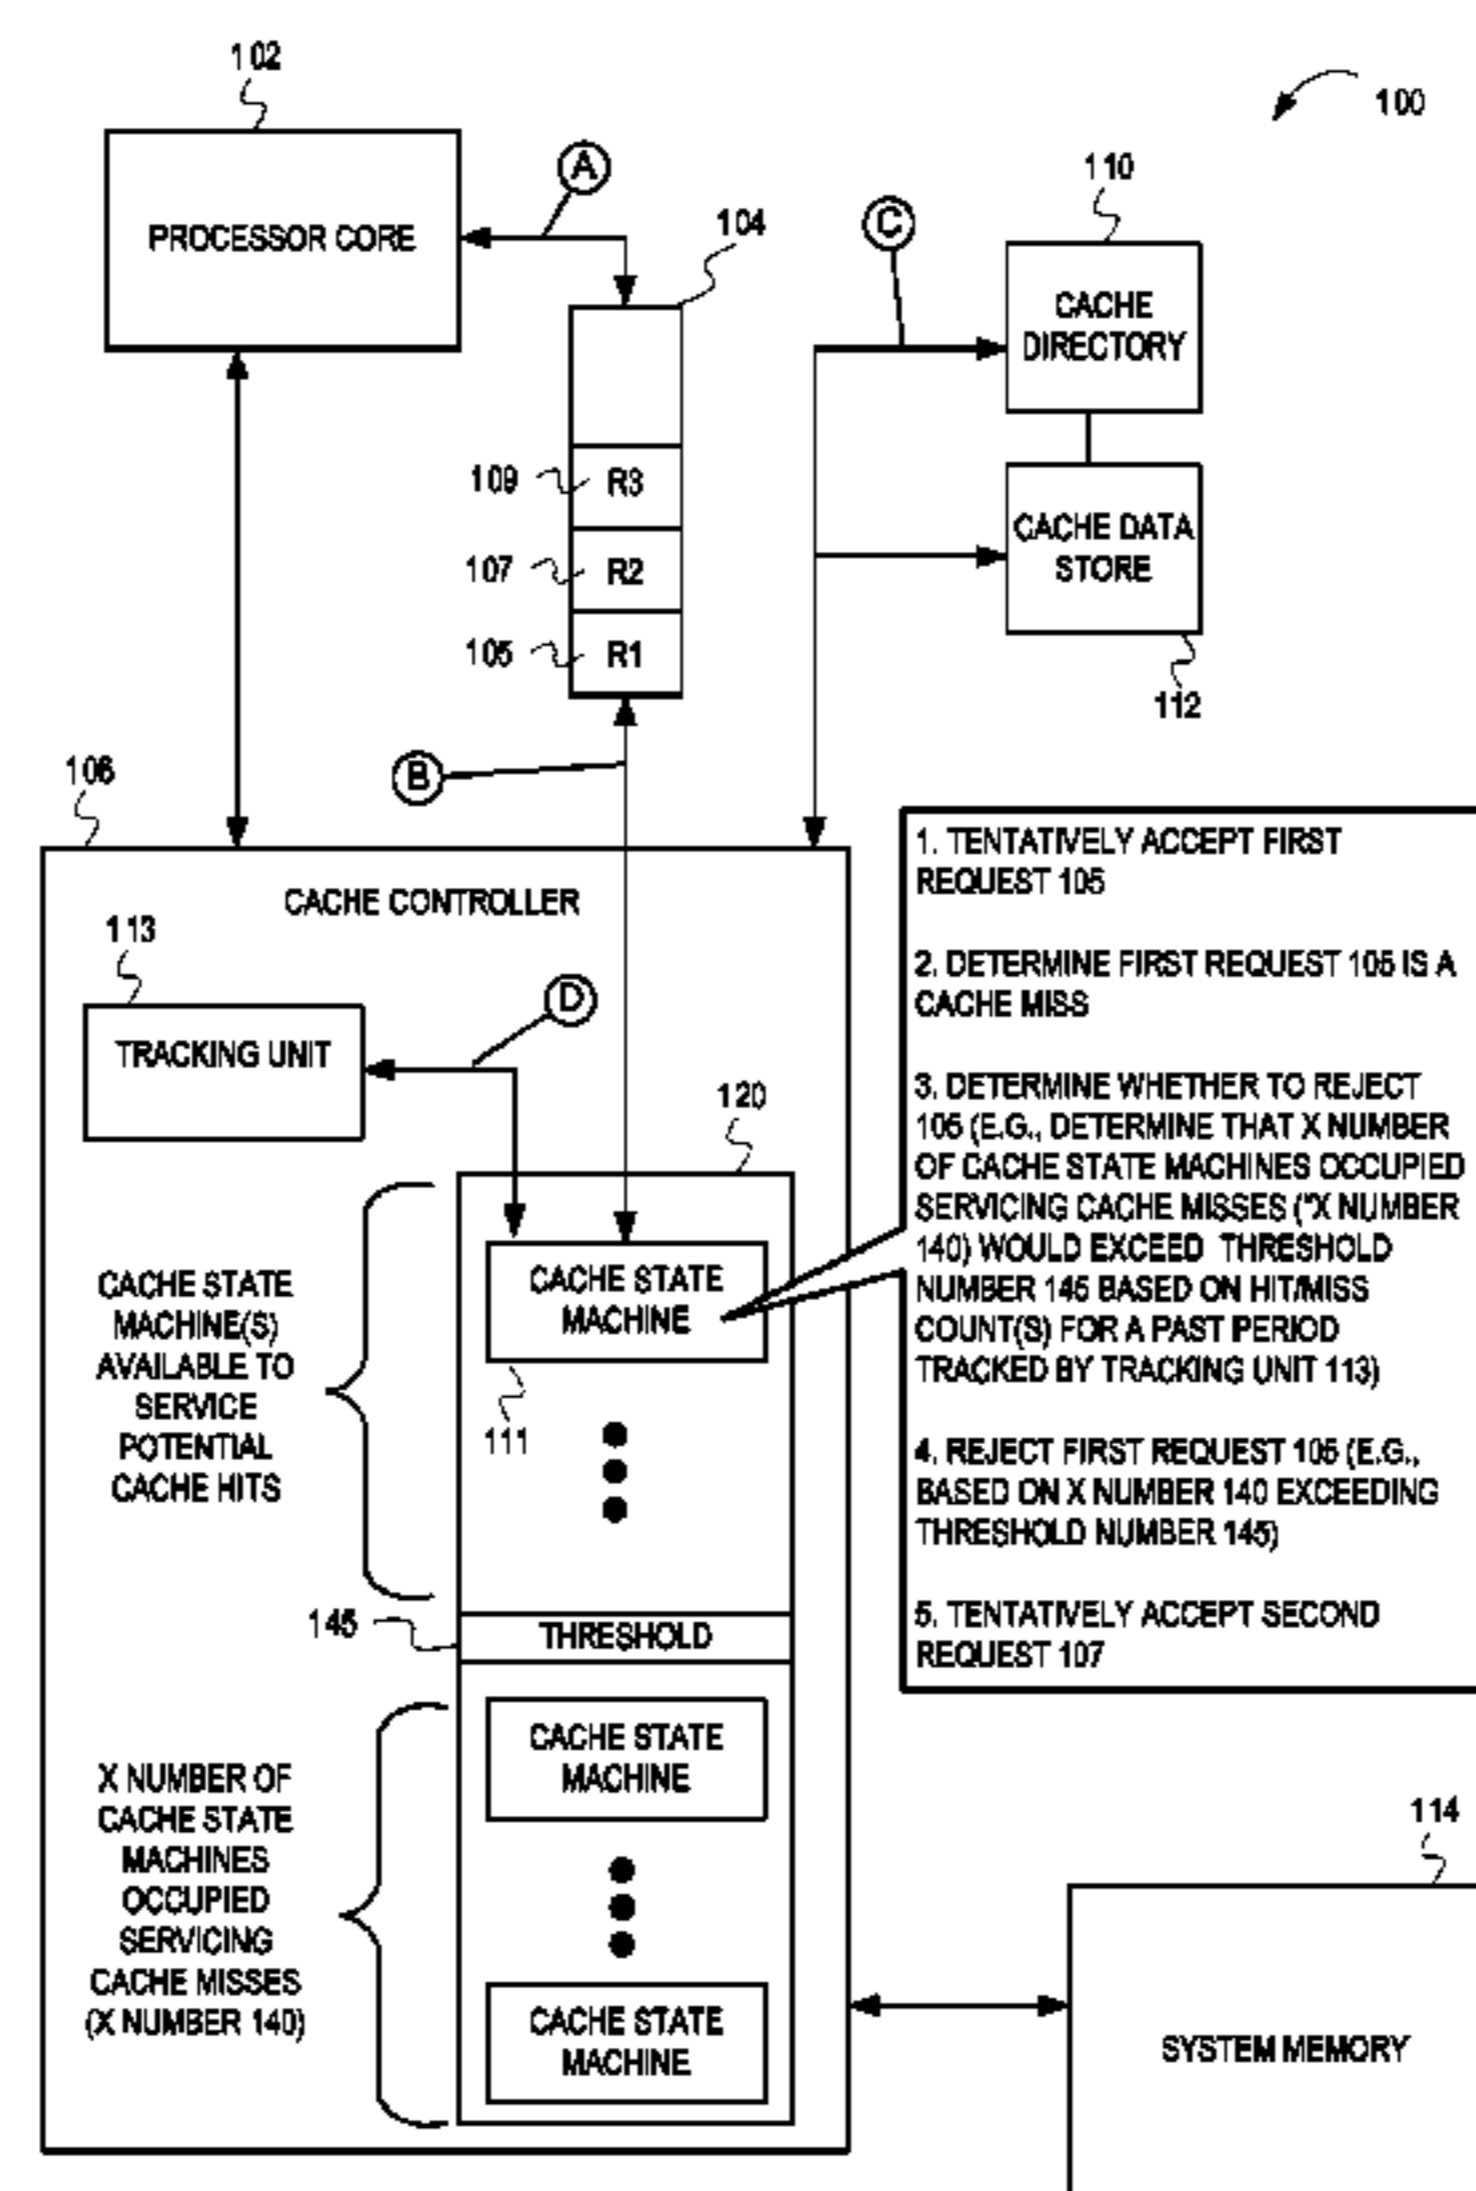 102
100
A
110
PROCESSOR CORE
104
C
CACHE
DIRECTORY
109
R3
107
R2
105
R1
CACHE DATA
STORE
112
B
106
CACHE CONTROLLER
113
TRACKING UNIT
D
120
CACHE STATE
MACHINE
111
CACHE STATE
MACHINE(S)
AVAILABLE TO
SERVICE
POTENTIAL
CACHE HITS
1. TENTATIVELY ACCEPT FIRST
REQUEST 105
2. DETERMINE FIRST REQUEST 105 IS A
CACHE MISS
3. DETERMINE WHETHER TO REJECT
105 (E.G., DETERMINE THAT X NUMBER
OF CACHE STATE MACHINES OCCUPIED
SERVICING CACHE MISSES ("X NUMBER
140) WOULD EXCEED THRESHOLD
NUMBER 145 BASED ON HIT/MISS
COUNT(S) FOR A PAST PERIOD
TRACKED BY TRACKING UNIT 113)
4. REJECT FIRST REQUEST 105 (E.G.,
BASED ON X NUMBER 140 EXCEEDING
THRESHOLD NUMBER 145)
5. TENTATIVELY ACCEPT SECOND
REQUEST 107
145
THRESHOLD
CACHE STATE
MACHINE
X NUMBER OF
CACHE STATE
MACHINES
OCCUPIED
SERVICING
CACHE MISSES
(X NUMBER 140)
CACHE STATE
MACHINE
114
SYSTEM MEMORY